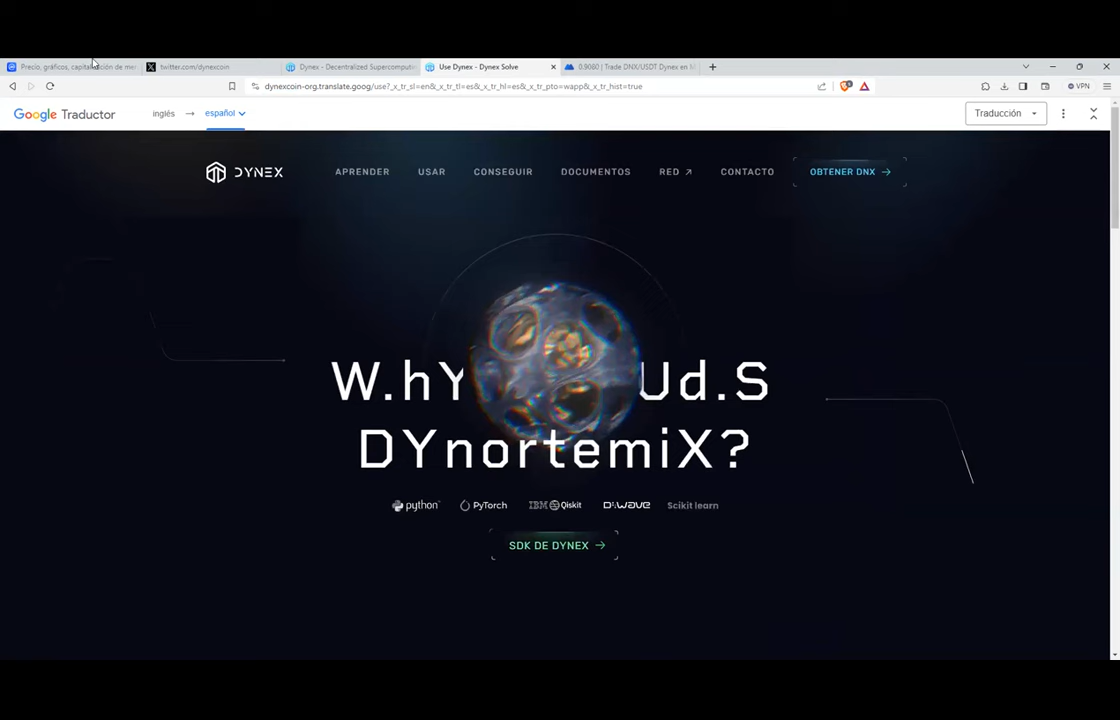 Precio, gráficos, capitalización de me
twitter.com/dynexcoin
Dynex - Decentralized Supercomputi
Use Dynex - Dynex Solve
0.9060 | Trade DNX/USDT Dynex en M
dynexcoin-org.translate.goog/use?_x_tr_sl=en&_x_tr_tl=es&_x_tr_hl=es&_x_tr_pto=wapp&_x_tr_hist=true
VPN
Google Traductor
inglés → español
Traducción
DYNEX
APRENDER
USAR
CONSEGUIR
DOCUMENTOS
RED ↗
CONTACTO
OBTENER DNX →
W.hY Ud.S
DYnortemiX?
python
PyTorch
IBM Qiskit
D:WAVE
Scikit learn
SDK DE DYNEX →